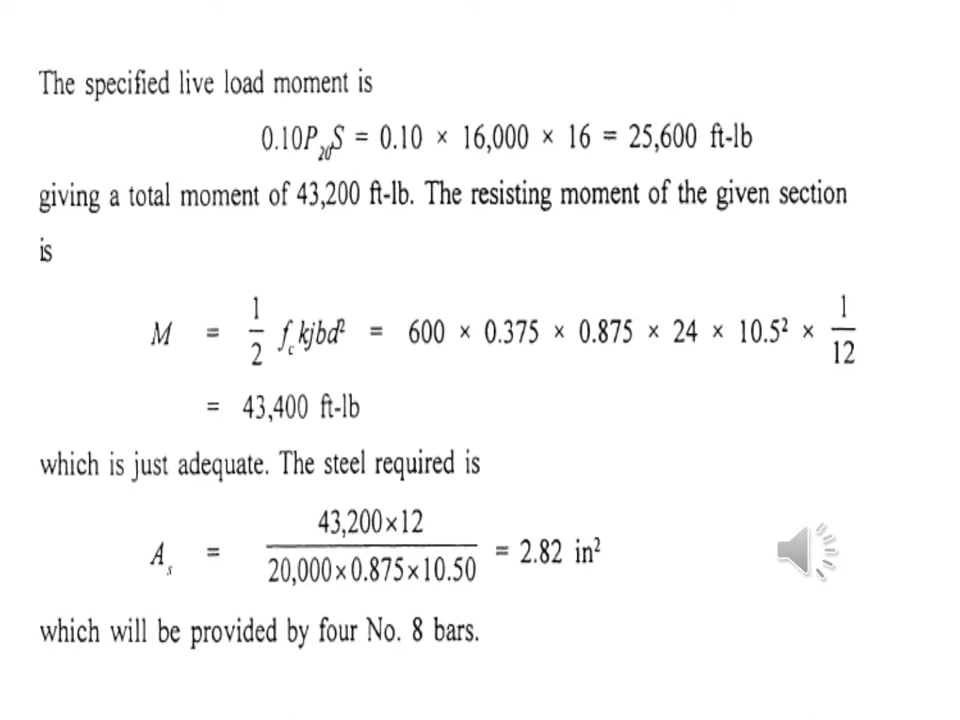 The specified live load moment is
0.10P₂₀S = 0.10 × 16,000 × 16 = 25,600 ft-lb
giving a total moment of 43,200 ft-lb. The resisting moment of the given section
is
M = 1/2 f_c kjbd² = 600 × 0.375 × 0.875 × 24 × 10.5² × 1/12
= 43,400 ft-lb
which is just adequate. The steel required is
A_s = 43,200×12 / 20,000×0.875×10.50 = 2.82 in²
which will be provided by four No. 8 bars.